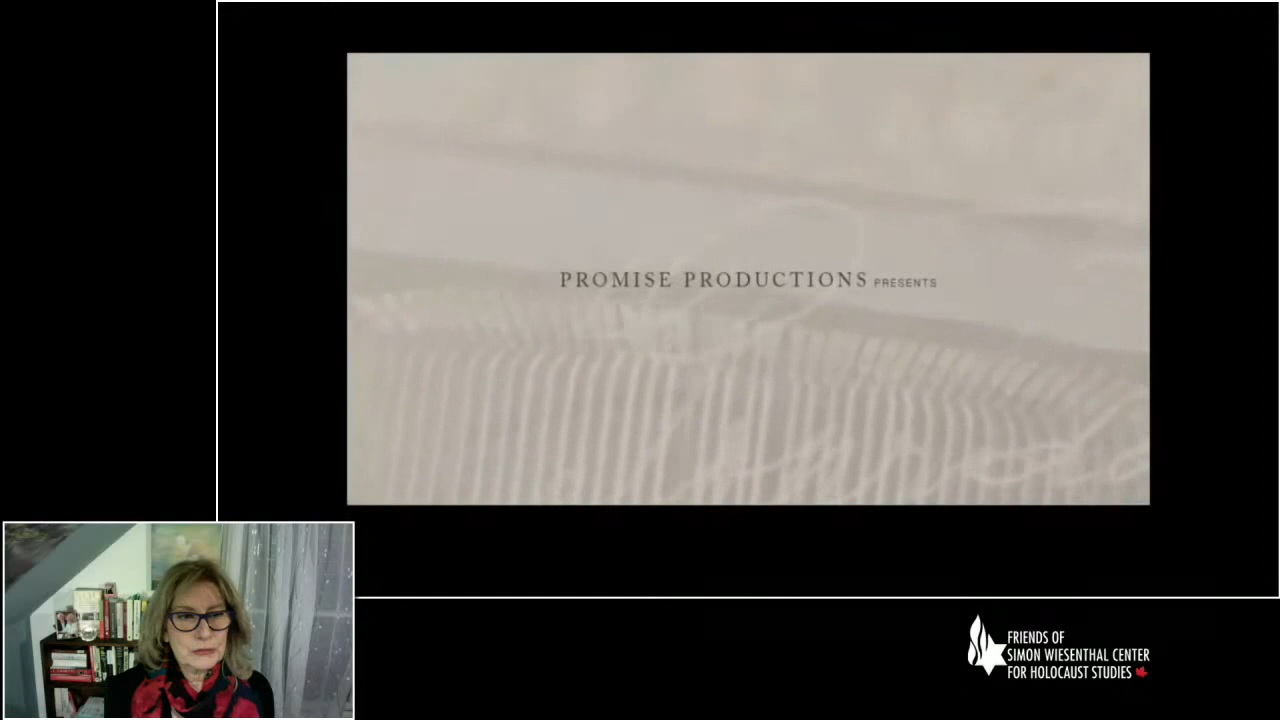 PROMISE PRODUCTIONS PRESENTS
FRIENDS OF
SIMON WIESENTHAL CENTER
FOR HOLOCAUST STUDIES